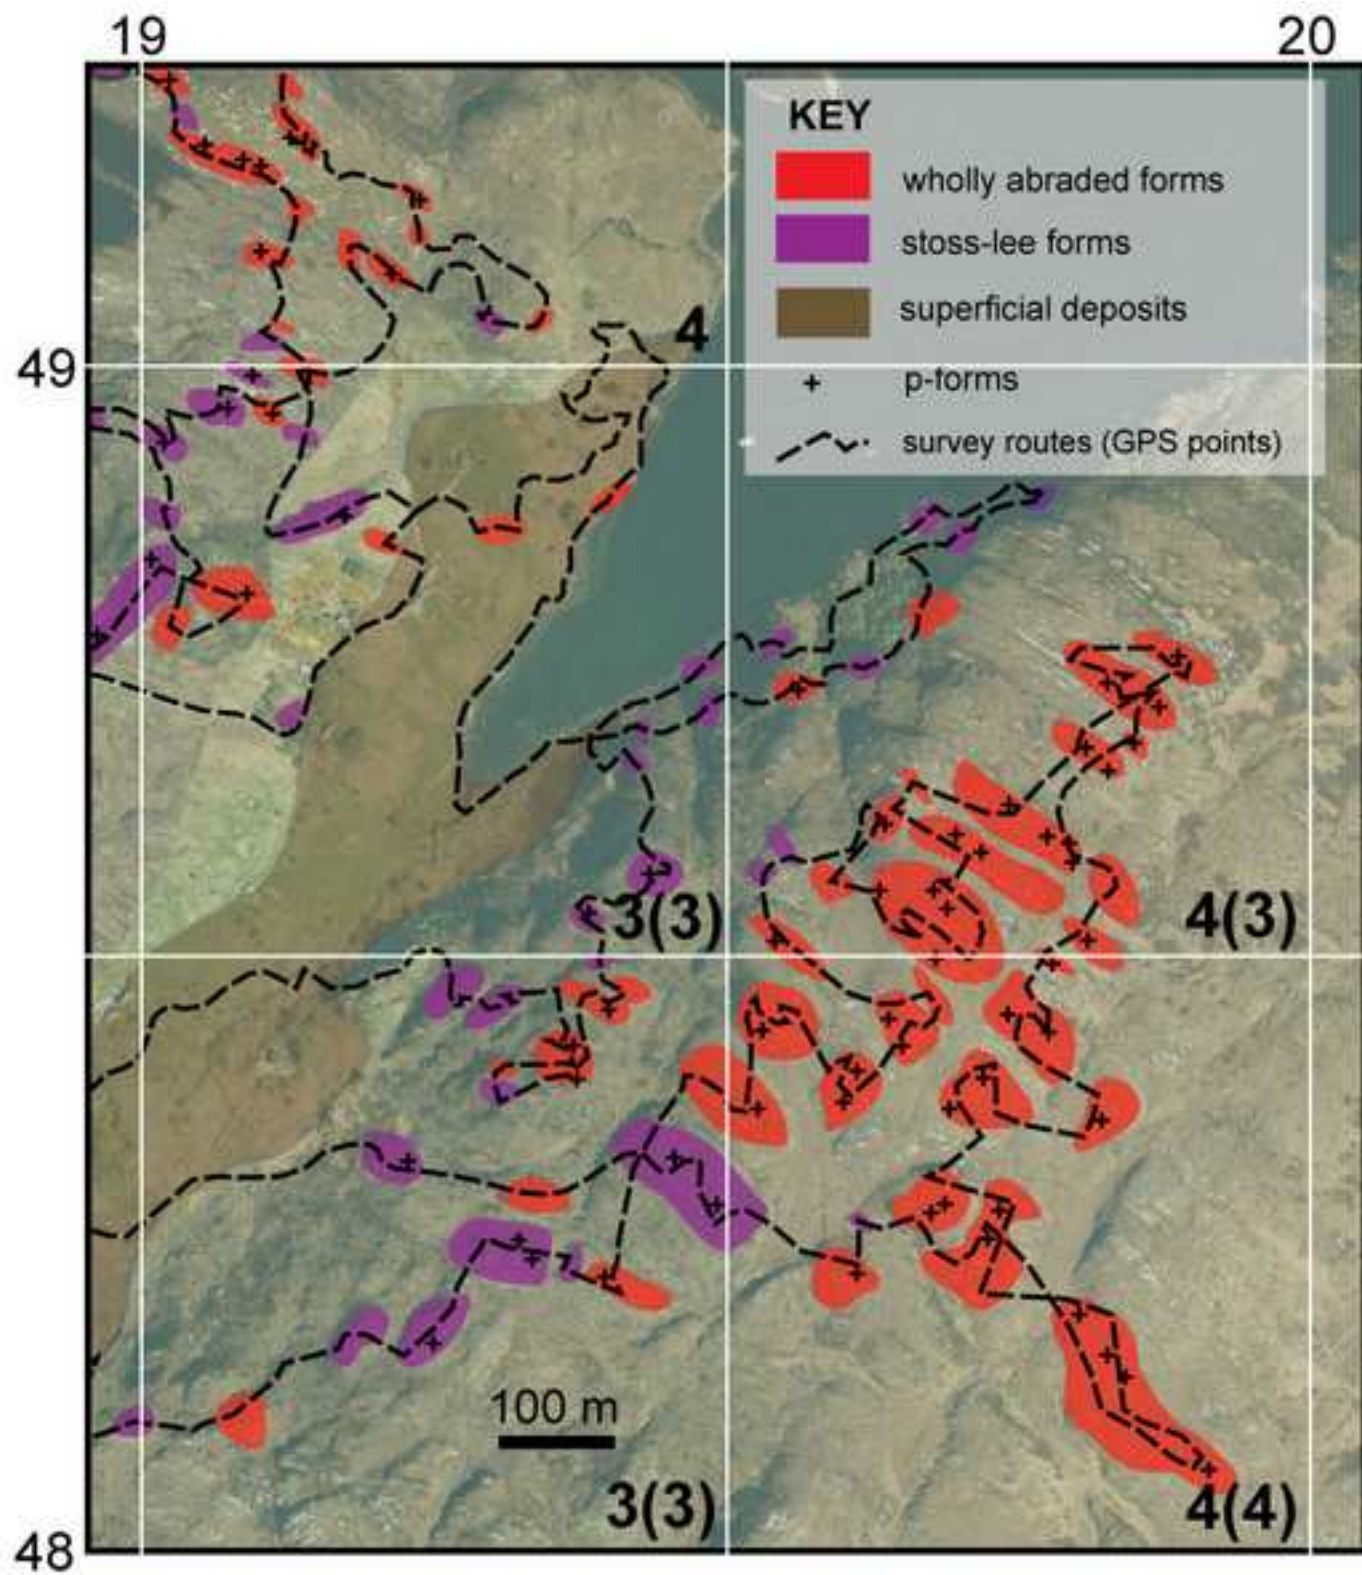 19
20
KEY
wholly abraded forms
stoss-lee forms
superficial deposits
p-forms
survey routes (GPS points)
4
49
3(3)
4(3)
100 m
3(3)
4(4)
48